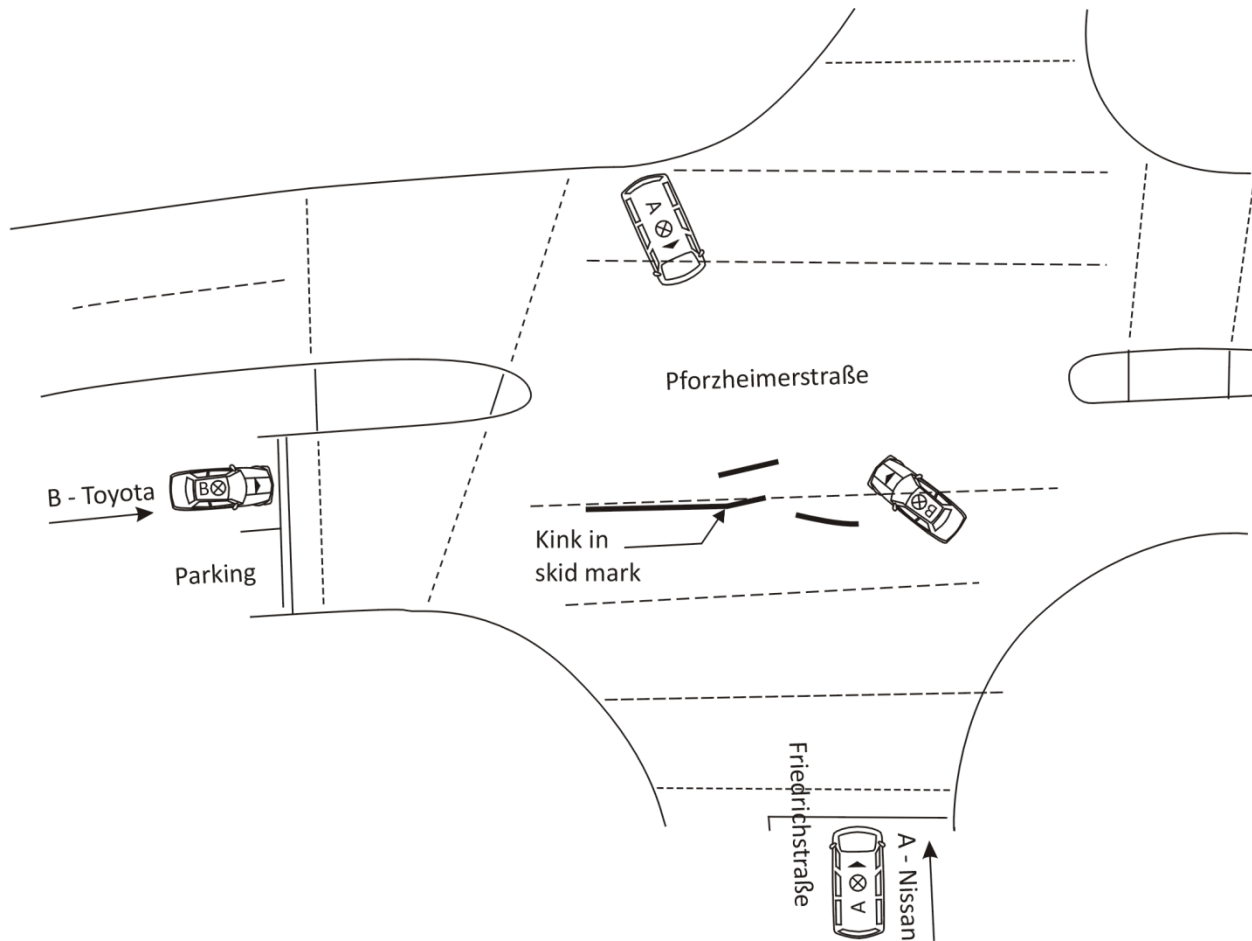 A
Pforzheimerstraße
B - Toyota
B
B
Kink in
skid mark
Parking
Friedrichstraße
A
A - Nissan